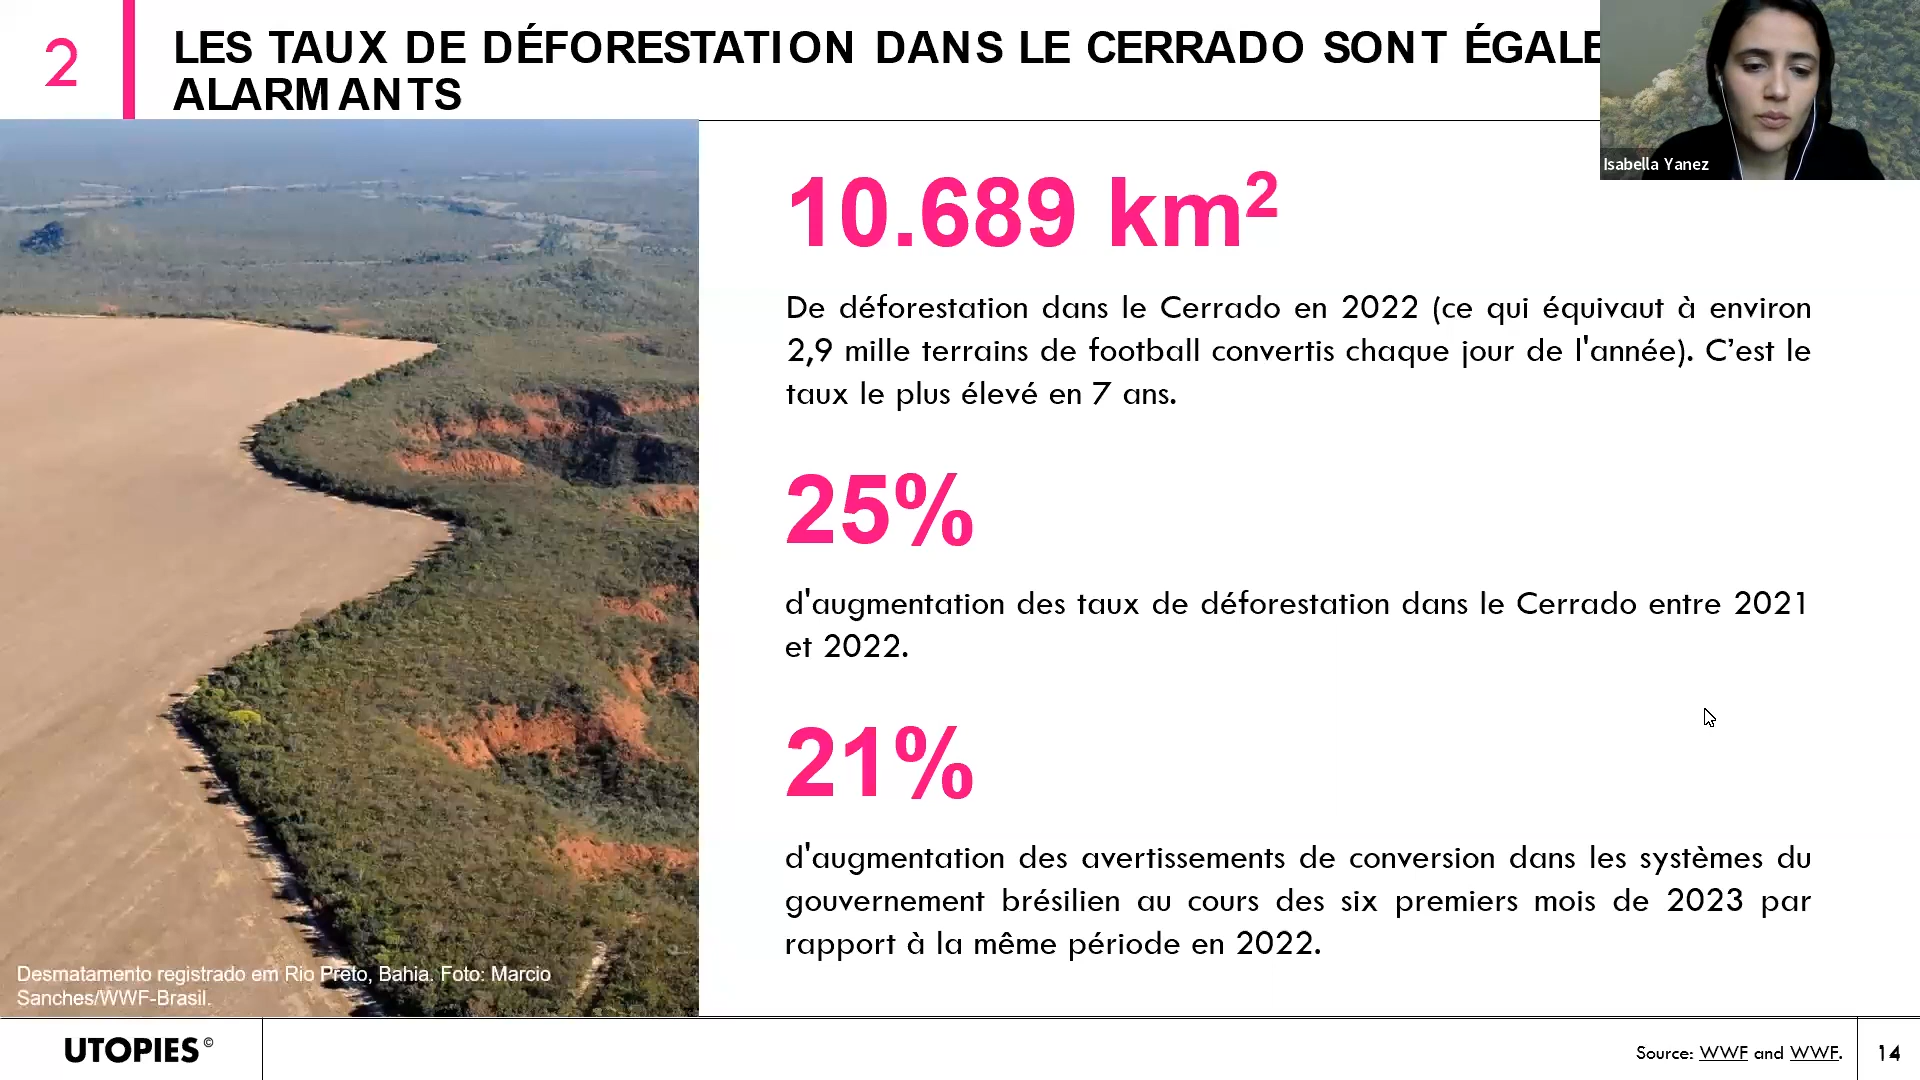 2
LES TAUX DE DÉFORESTATION DANS LE CERRADO SONT ÉGALE
ALARMANTS
Isabella Yanez
10.689 km²
De déforestation dans le Cerrado en 2022 (ce qui équivaut à environ
2,9 mille terrains de football convertis chaque jour de l'année). C’est le
taux le plus élevé en 7 ans.
25%
d'augmentation des taux de déforestation dans le Cerrado entre 2021
et 2022.
21%
d'augmentation des avertissements de conversion dans les systèmes du
gouvernement brésilien au cours des six premiers mois de 2023 par
rapport à la même période en 2022.
Desmatamento registrado em Rio Preto, Bahia. Foto: Marcio
Sanches/WWF-Brasil.
UTOPIES©
Source: WWF and WWF.
14